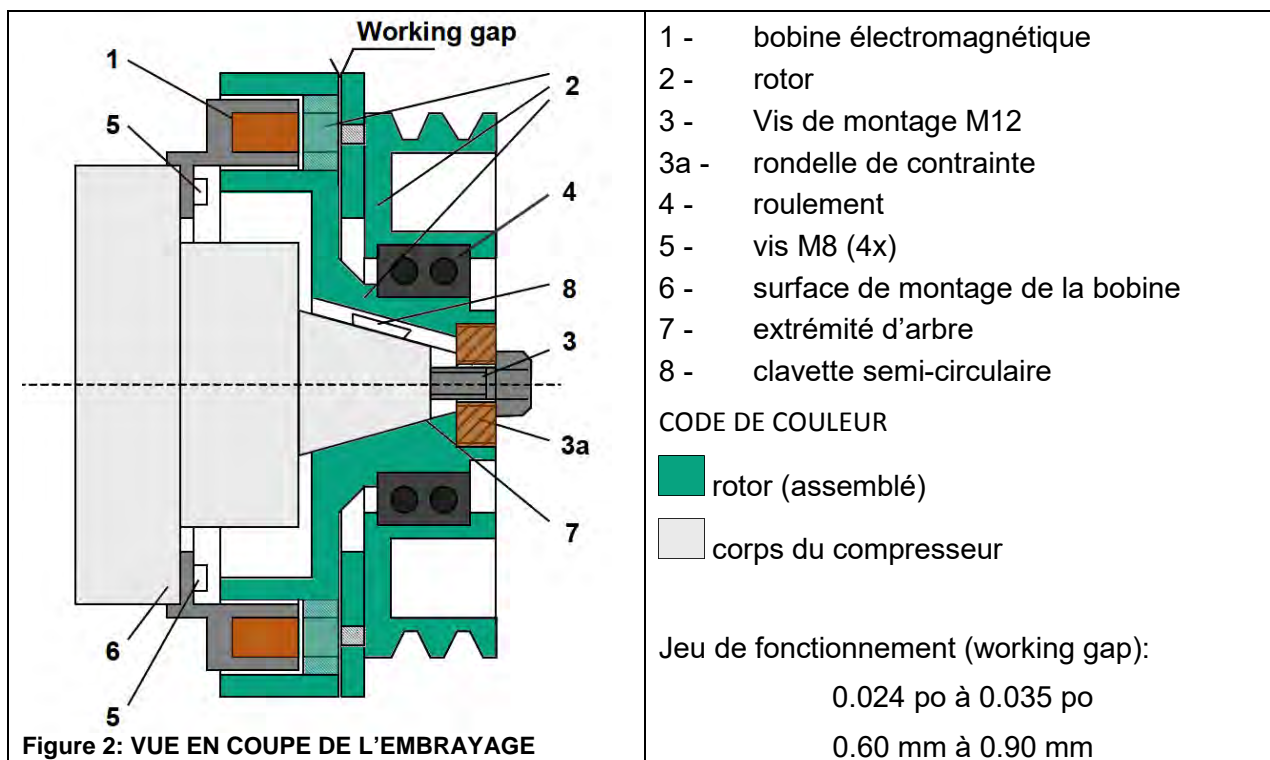 Working gap
1
5
2
4
8
3
3a
7
6
5
Figure 2: VUE EN COUPE DE L'EMBRAYAGE
1 - bobine électromagnétique
2 - rotor
3 - Vis de montage M12
3a - rondelle de contrainte
4 - roulement
5 - vis M8 (4x)
6 - surface de montage de la bobine
7 - extrémité d'arbre
8 - clavette semi-circulaire
CODE DE COULEUR
rotor (assemblé)
corps du compresseur
Jeu de fonctionnement (working gap):
0.024 po à 0.035 po
0.60 mm à 0.90 mm